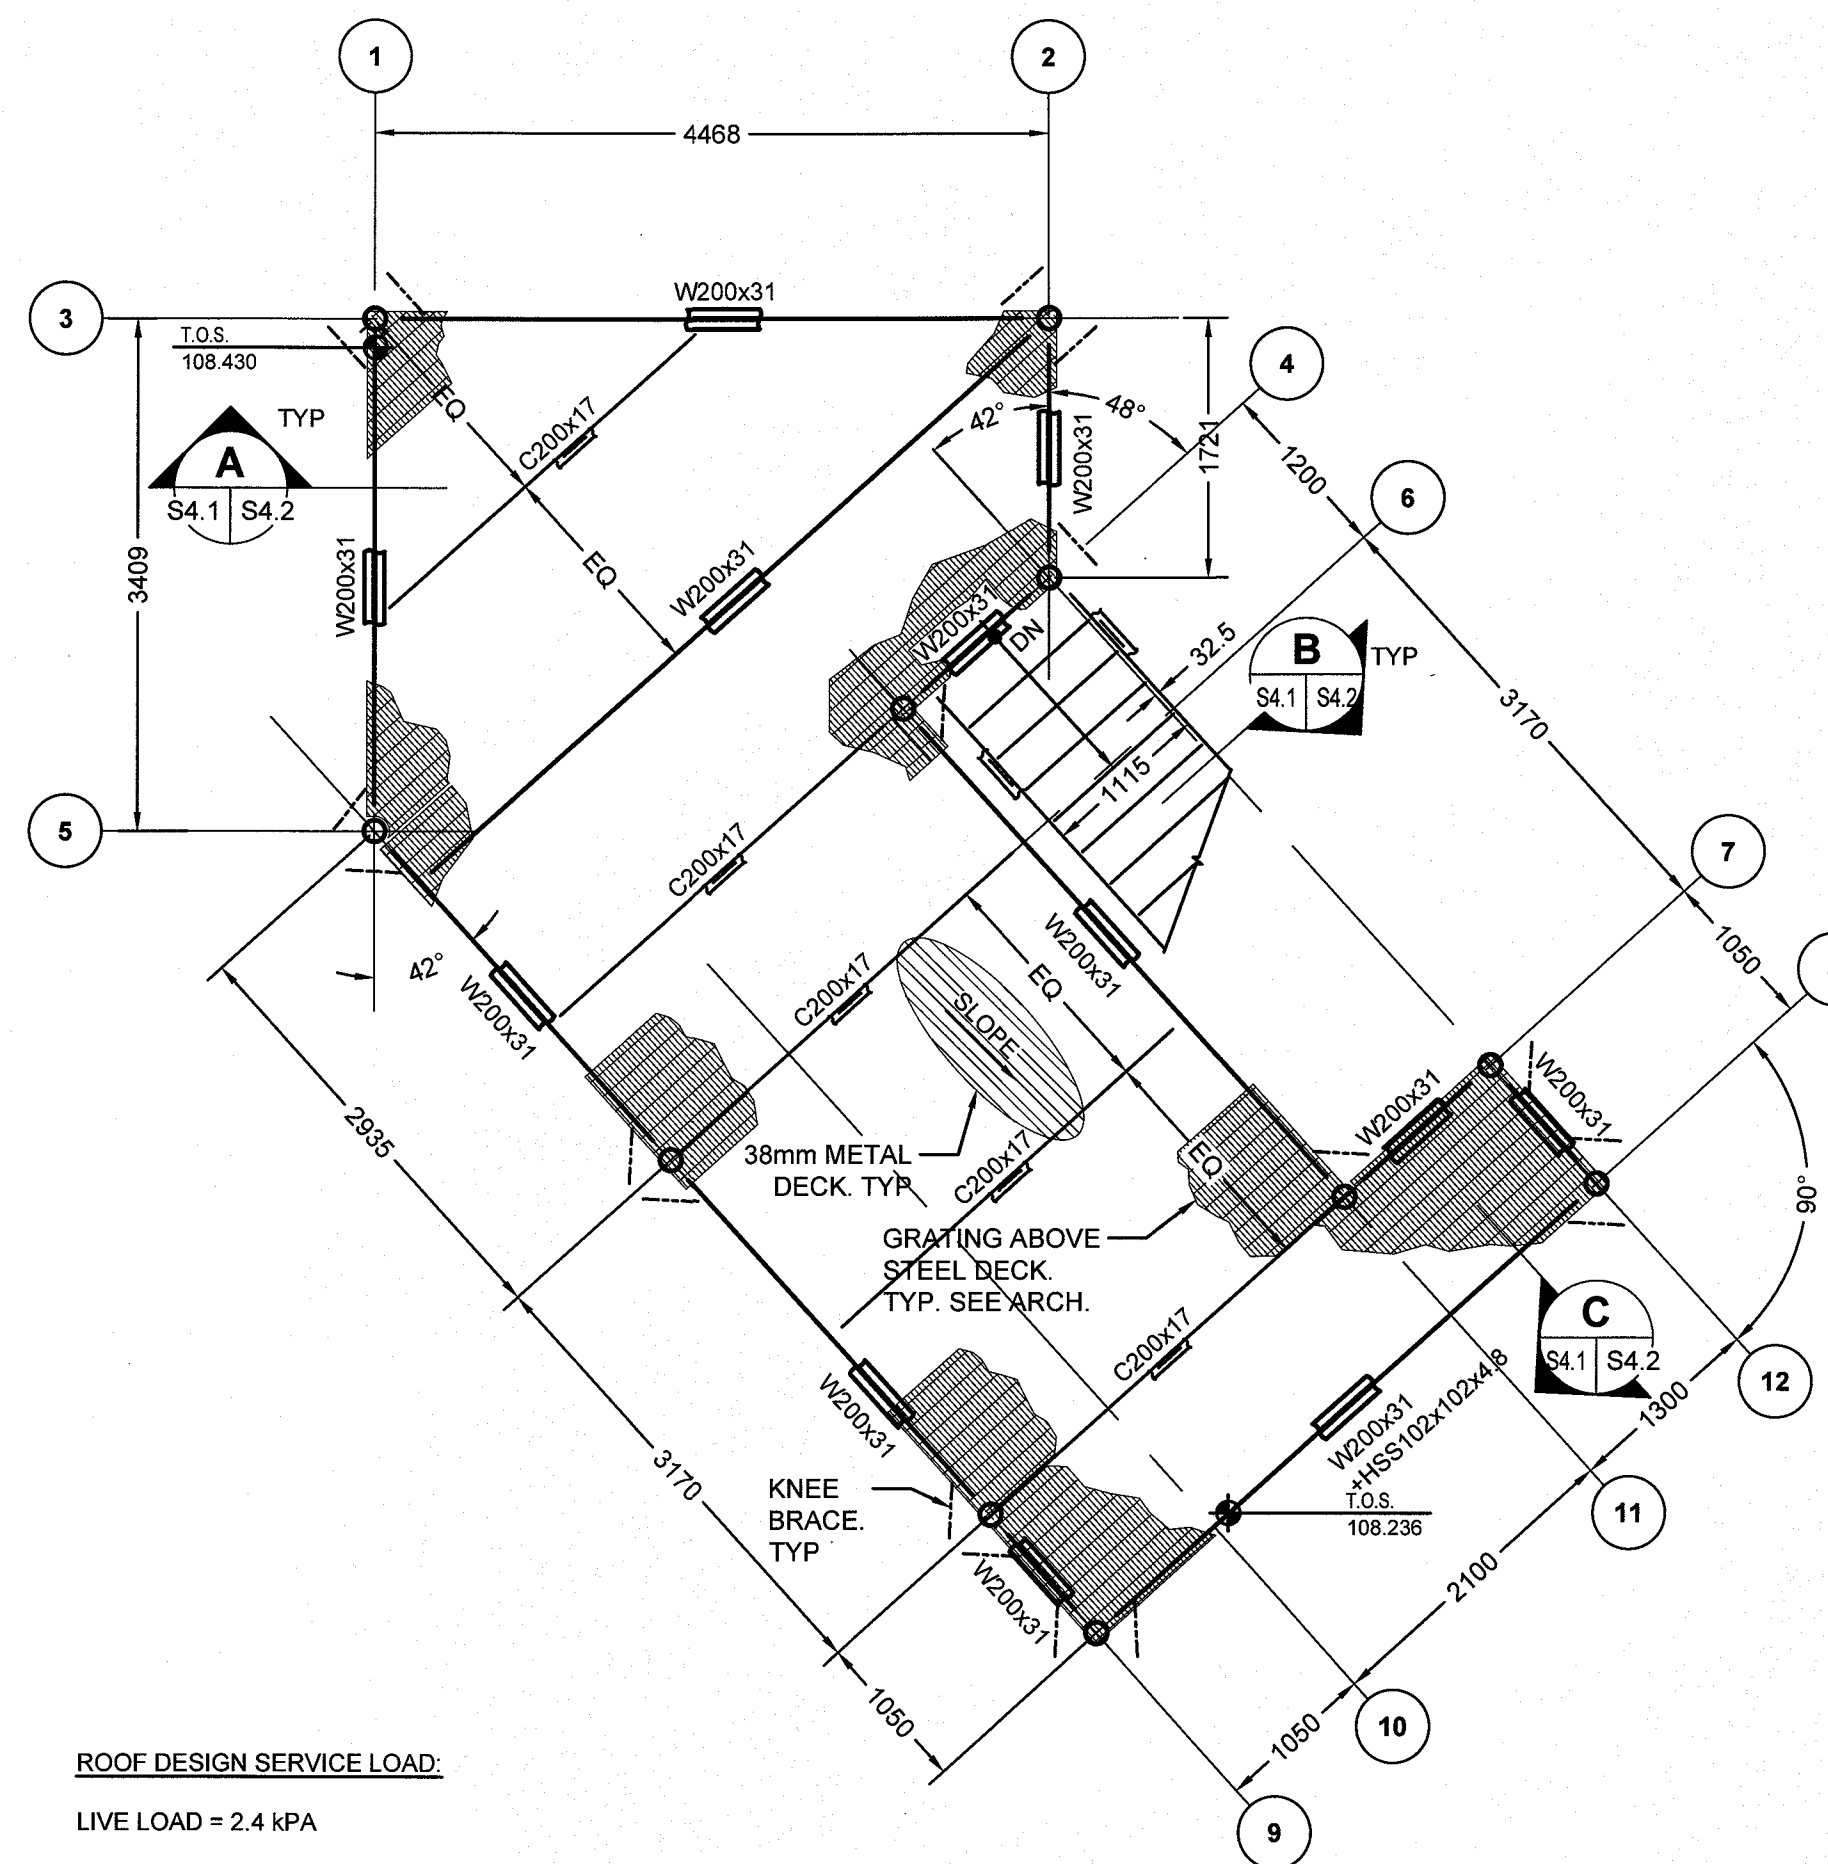 1
2
4468
3
W200x31
T.O.S.
108.430
TYP
A
S4.1
S4.2
3409
W200x31
EQ
C200x17
EQ
W200x31
42°
48°
W200x31
1721
4
1200
6
W200x31
DN
32.5
1115
B
S4.1
S4.2
TYP
3170
5
42°
W200x31
C200x17
C200x17
SLOPE
EQ
W200x31
7
1050
2935
38mm METAL
DECK. TYP
C200x17
EQ
W200x31
W200x31
90°
GRATING ABOVE
STEEL DECK.
TYP. SEE ARCH.
C200x17
C
S4.1
S4.2
12
1300
W200x31
+HSS102x102x4.8
T.O.S.
108.236
11
W200x31
3170
KNEE
BRACE.
TYP
W200x31
2100
10
1050
1050
9
ROOF DESIGN SERVICE LOAD:
LIVE LOAD = 2.4 kPA